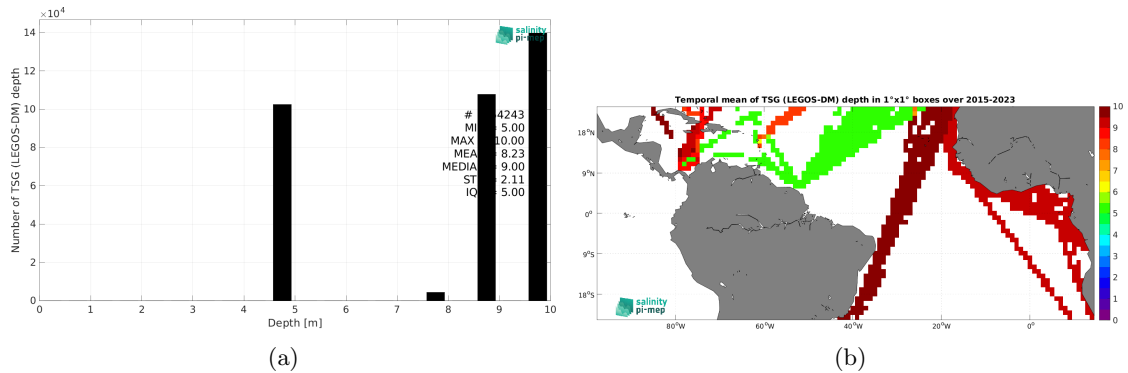 ×10⁴
14
12
10
8
6
4
2
0
Number of TSG (LEGOS-DM) depth
0 1 2 3 4 5 6 7 8 9 10
Depth [m]
salinity
pi-mep
#
4243
= 5.00
MAX
10.00
= 8.23
= 9.00
ST
= 2.11
= 5.00
(a)
Temporal mean of TSG (LEGOS-DM) depth in 1°x1° boxes over 2015-2023
18°N
9°N
0°
9°S
18°S
80°W 60°W 40°W 20°W 0°
10
9
8
7
6
5
4
3
2
1
0
salinity
pi-mep
(b)